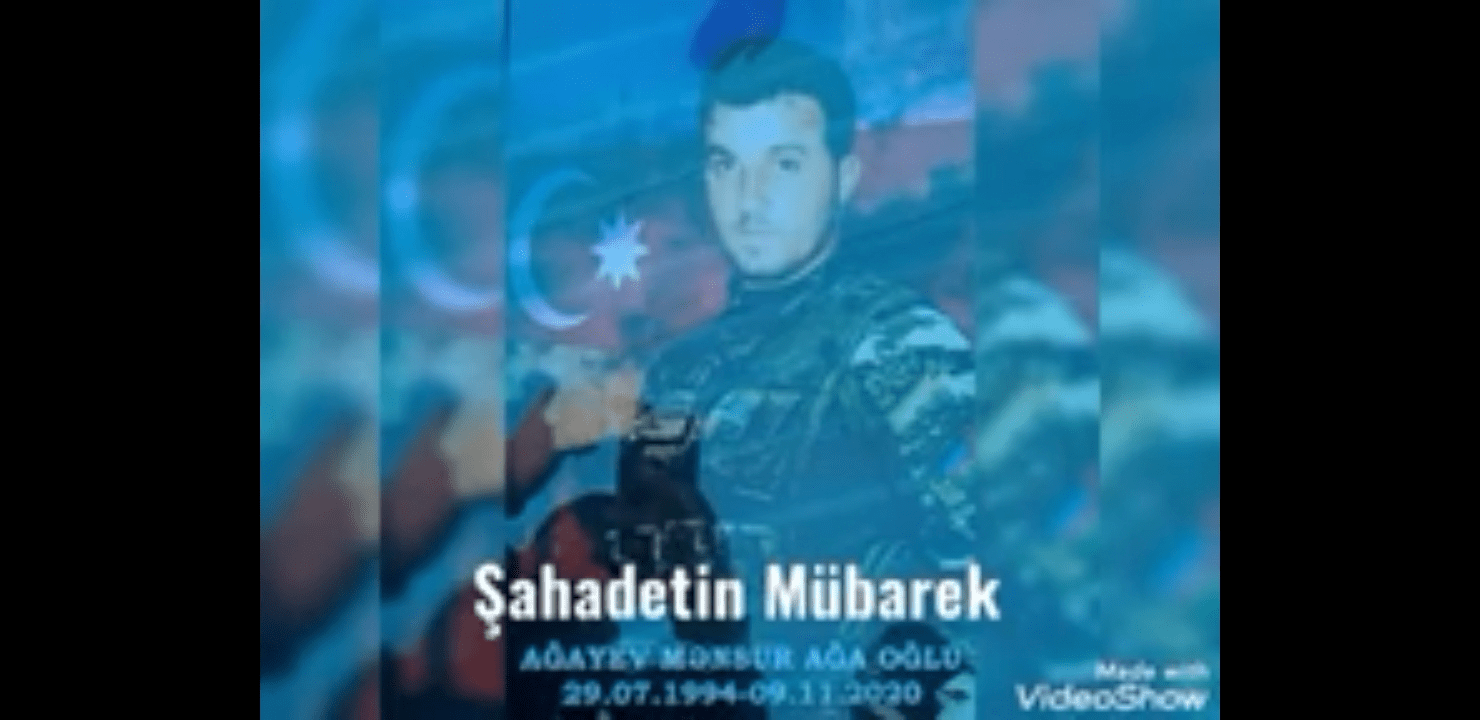 Şahadetin Mübarek
AĞAYEV MƏNSUR AĞA OĞLU
29.07.1994-09.11.2020
Made with
VideoShow